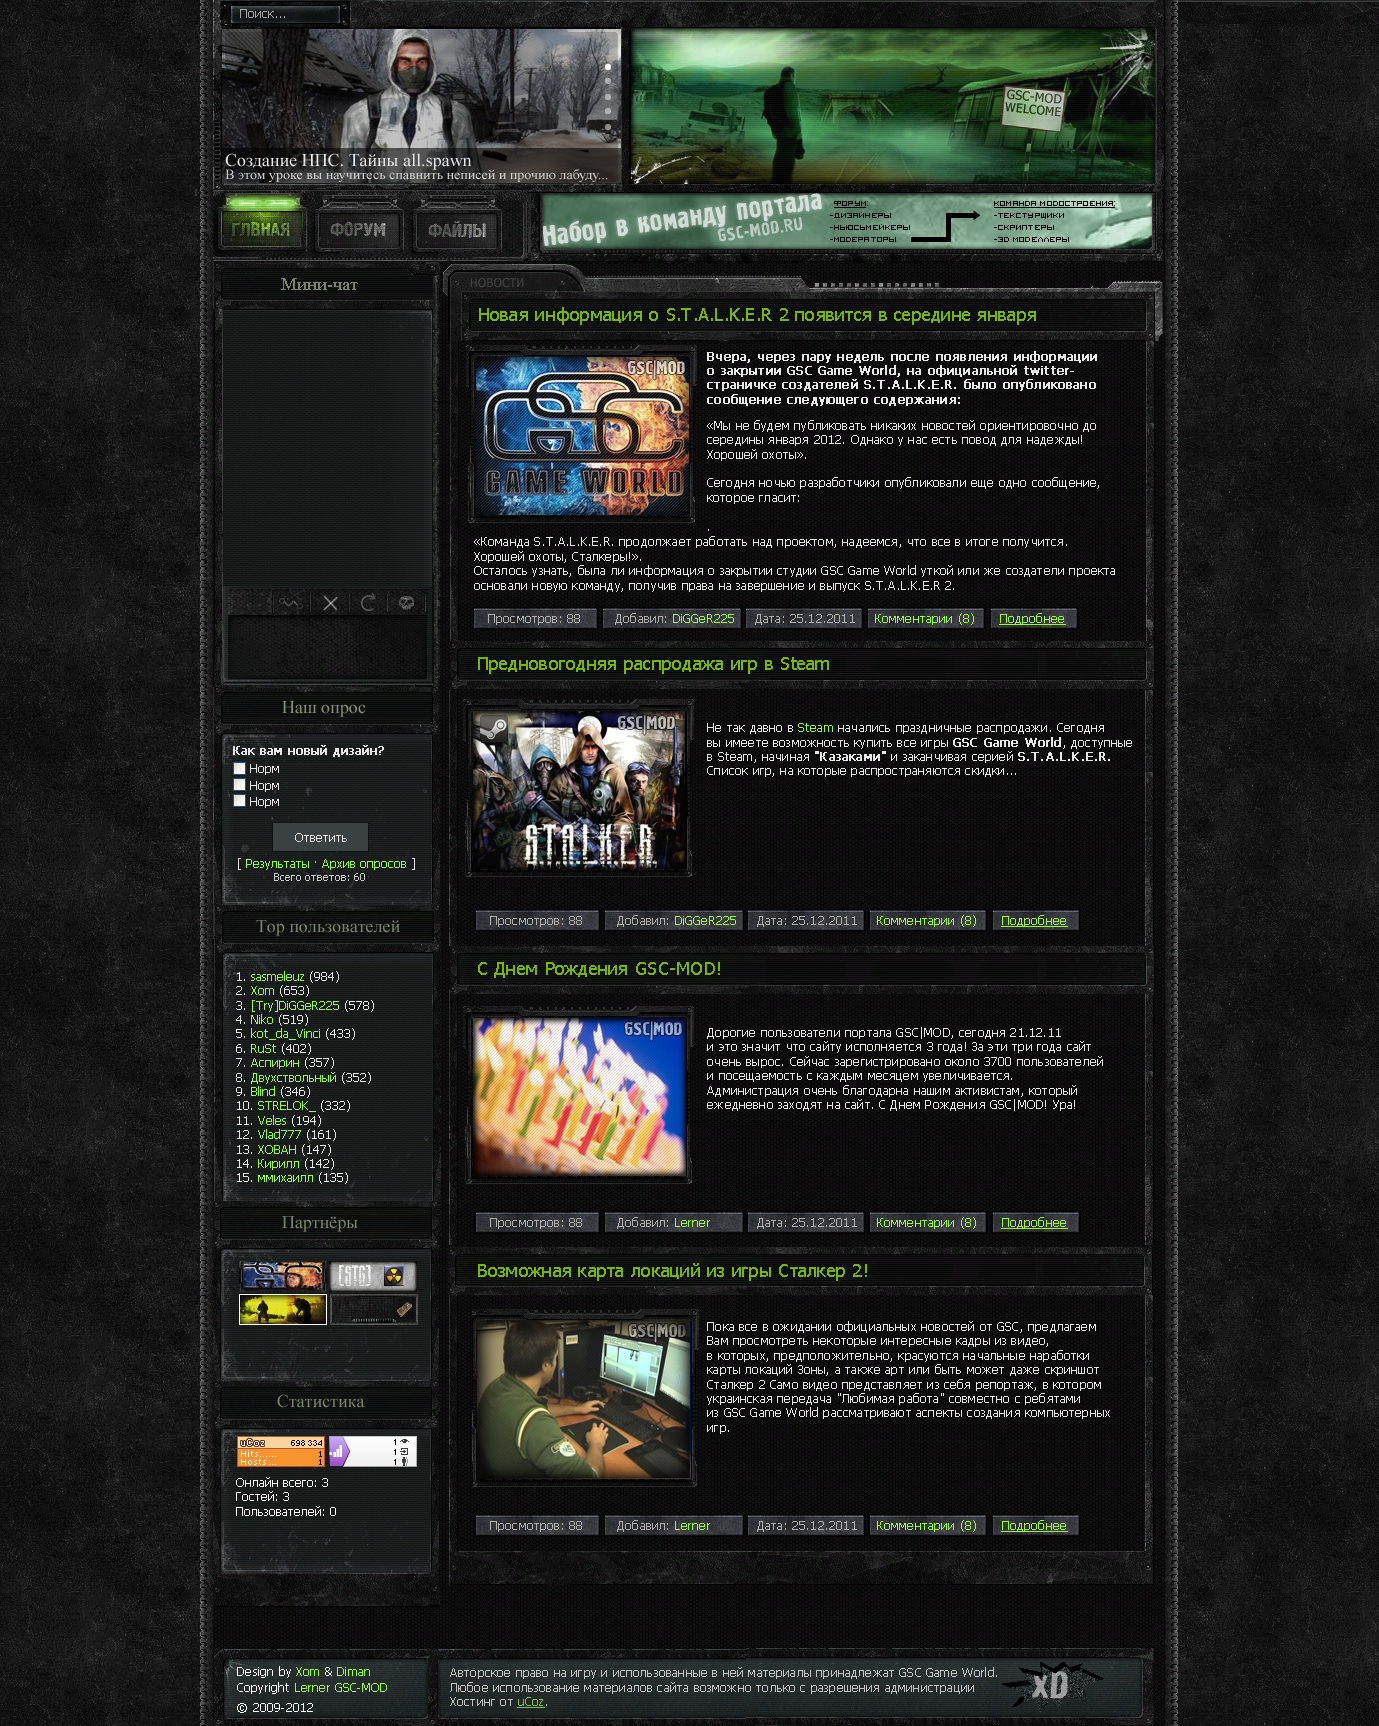 Поиск...
GSC-MOD
WELCOME
Создание НПС. Тайны all.spawn
В этом уроке вы научитесь спавнить неписей и прочию лабуду...
ГЛВНАЯ
ФОРУМ
ФАЙЛЫ
Набор в команду портала
GSC-MOD.RU
ФОРУМ:
-ДИЗАЙНЕРЫ
-НЬЮСЬМЕЙКЕРЫ
-МОДЕРАТОРЫ
КОМАНДА МОДОСТРОЕНИЯ:
-ТЕКСТУРЩИКИ
-СКРИПТЕРЫ
-3D МОДЕЛЛЕРЫ
Мини-чат
НОВОСТИ
Новая информация о S.T.A.L.K.E.R 2 появится в середине января
GSC|MOD
GAME WORLD
Вчера, через пару недель после появления информации
о закрытии GSC Game World, на официальной twitter-
страничке создателей S.T.A.L.K.E.R. было опубликовано
сообщение следующего содержания:
«Мы не будем публиковать никаких новостей ориентировочно до
середины января 2012. Однако у нас есть повод для надежды!
Хорошей охоты».
Сегодня ночью разработчики опубликовали еще одно сообщение,
которое гласит:
.
«Команда S.T.A.L.K.E.R. продолжает работать над проектом, надеемся, что все в итоге получится.
Хорошей охоты, Сталкеры!».
Осталось узнать, была ли информация о закрытии студии GSC Game World уткой или же создатели проекта
основали новую команду, получив права на завершение и выпуск S.T.A.L.K.E.R 2.
Просмотров: 88 Добавил: DiGGeR225 Дата: 25.12.2011 Комментарии (8) Подробнее
Предновогодняя распродажа игр в Steam
GSC|MOD
S.T.A.L.K.E.R
Не так давно в Steam начались праздничные распродажи. Сегодня
вы имеете возможность купить все игры GSC Game World, доступные
в Steam, начиная "Казаками" и заканчивая серией S.T.A.L.K.E.R.
Список игр, на которые распространяются скидки...
Просмотров: 88 Добавил: DiGGeR225 Дата: 25.12.2011 Комментарии (8) Подробнее
С Днем Рождения GSC-MOD!
GSC|MOD
Дорогие пользователи портала GSC|MOD, сегодня 21.12.11
и это значит что сайту исполняется 3 года! За эти три года сайт
очень вырос. Сейчас зарегистрировано около 3700 пользователей
и посещаемость с каждым месяцем увеличивается.
Администрация очень благодарна нашим активистам, который
ежедневно заходят на сайт. С Днем Рождения GSC|MOD! Ура!
Просмотров: 88 Добавил: Lerner Дата: 25.12.2011 Комментарии (8) Подробнее
Возможная карта локаций из игры Сталкер 2!
GSC|MOD
Пока все в ожидании официальных новостей от GSC, предлагаем
Вам просмотреть некоторые интересные кадры из видео,
в которых, предположительно, красуются начальные наработки
карты локаций Зоны, а также арт или быть может даже скриншот
Сталкер 2 Само видео представляет из себя репортаж, в котором
украинская передача "Любимая работа" совместно с ребятами
из GSC Game World рассматривают аспекты создания компьютерных
игр.
Просмотров: 88 Добавил: Lerner Дата: 25.12.2011 Комментарии (8) Подробнее
Наш опрос
Как вам новый дизайн?
Норм
Норм
Норм
Ответить
[ Результаты · Архив опросов ]
Всего ответов: 60
Top пользователей
1. sasmeleuz (984)
2. Xom (653)
3. [Try]DiGGeR225 (578)
4. Niko (519)
5. kot_da_Vinci (433)
6. RuSt (402)
7. Аспирин (357)
8. Двухствольный (352)
9. Blind (346)
10. STRELOK_ (332)
11. Veles (194)
12. Vlad777 (161)
13. ХОВАН (147)
14. Кирилл (142)
15. ммихаилл (135)
Партнёры
[STG]
Статистика
uCoz 698 334
Hits...... 1
Hosts... 1
1
1
1
Онлайн всего: 3
Гостей: 3
Пользователей: 0
Design by Xom & Diman
Copyright Lerner GSC-MOD
© 2009-2012
Авторское право на игру и использованные в ней материалы принадлежат GSC Game World.
Любое использование материалов сайта возможно только с разрешения администрации
Хостинг от uCoz.
xD